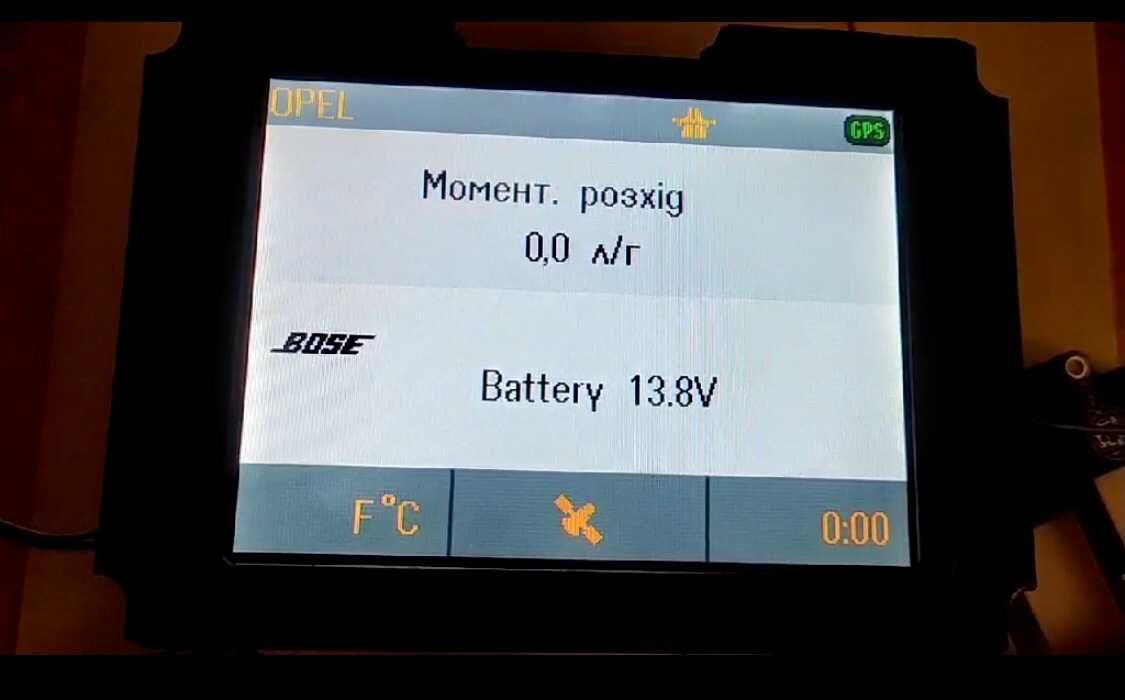 OPEL
GPS
Момент. розхід
0,0 л/г
BOSE
Battery 13.8V
F°C
0:00